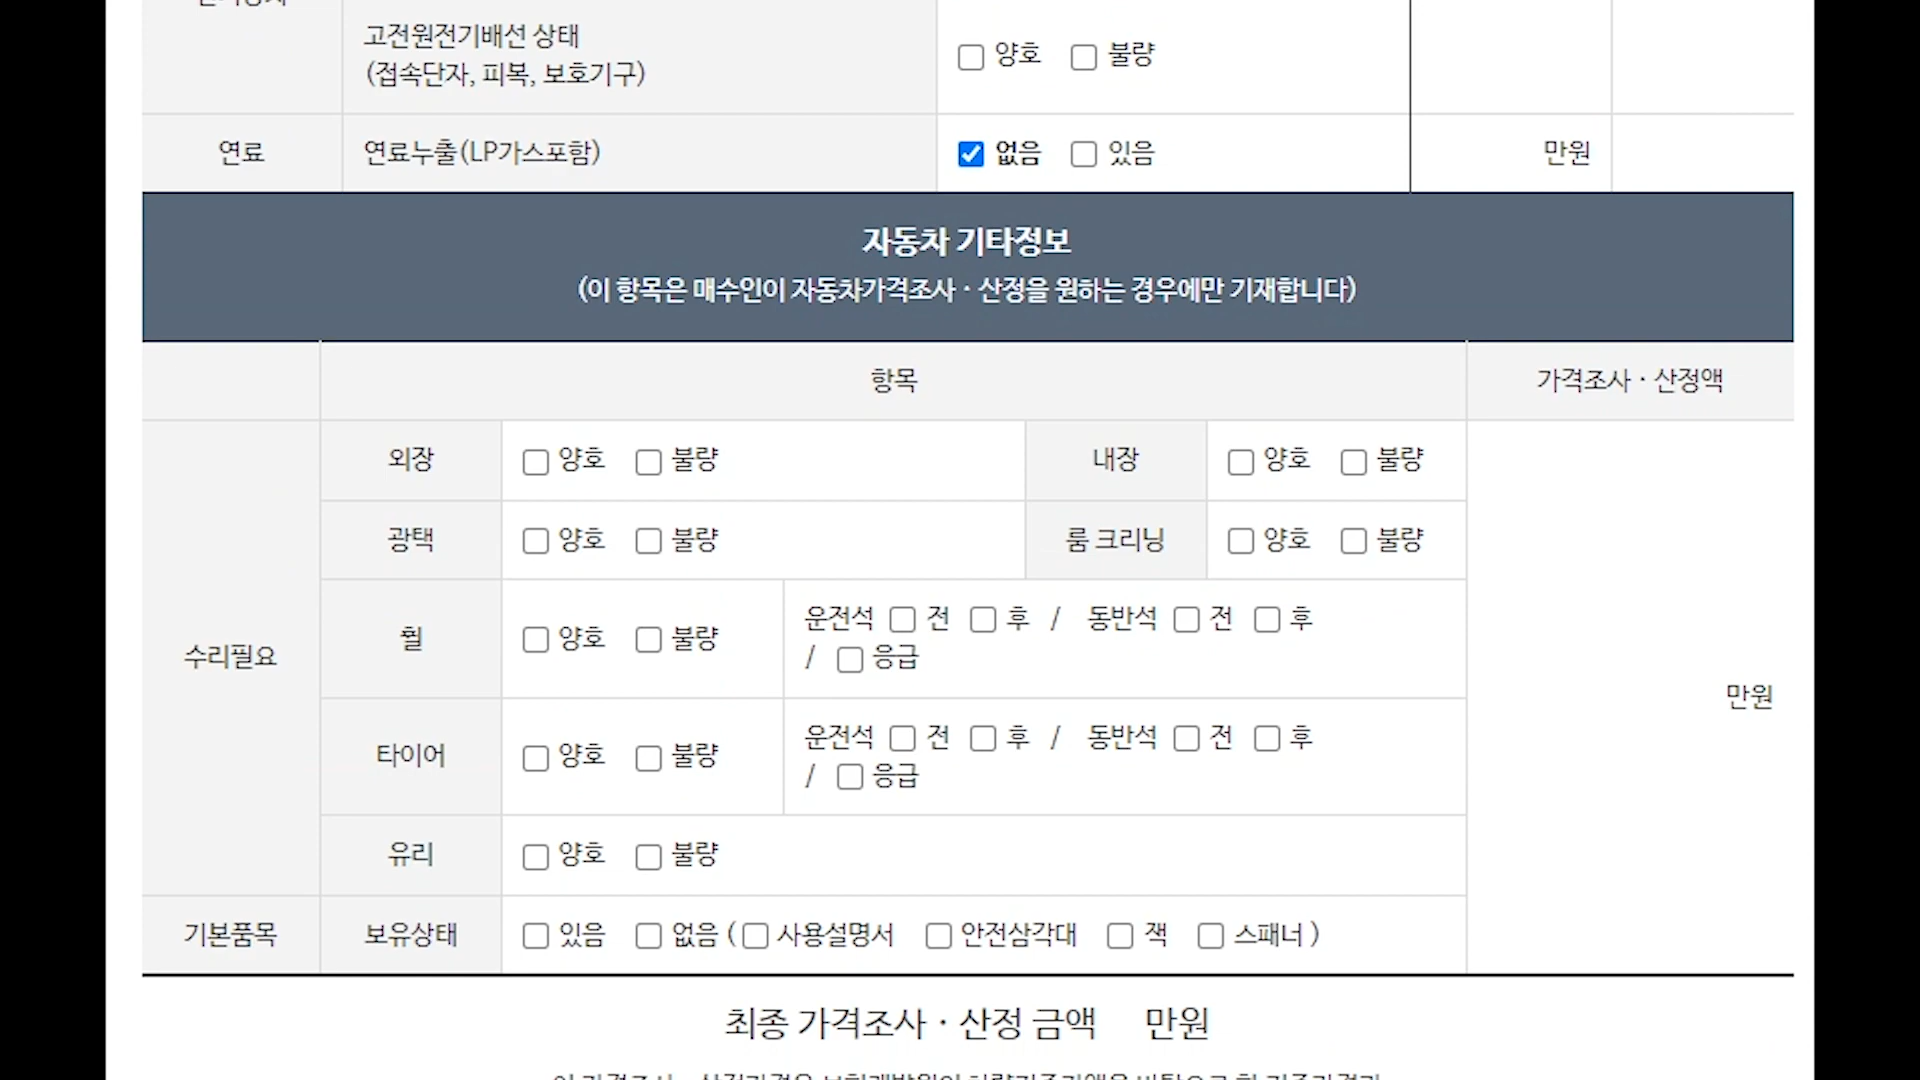 고전원전기배선 상태
(접속단자, 피복, 보호기구)
양호 불량
연료 연료누출(LP가스포함) 없음 있음 만원
자동차 기타정보
(이 항목은 매수인이 자동차가격조사 · 산정을 원하는 경우에만 기재합니다)
항목 가격조사 · 산정액
수리필요
외장 양호 불량 내장 양호 불량
광택 양호 불량 룸 크리닝 양호 불량
휠 양호 불량 운전석 전 후 / 동반석 전 후
/ 응급
만원
타이어 양호 불량 운전석 전 후 / 동반석 전 후
/ 응급
유리 양호 불량
기본품목 보유상태 있음 없음 ( 사용설명서 안전삼각대 잭 스패너 )
최종 가격조사 · 산정 금액 만원